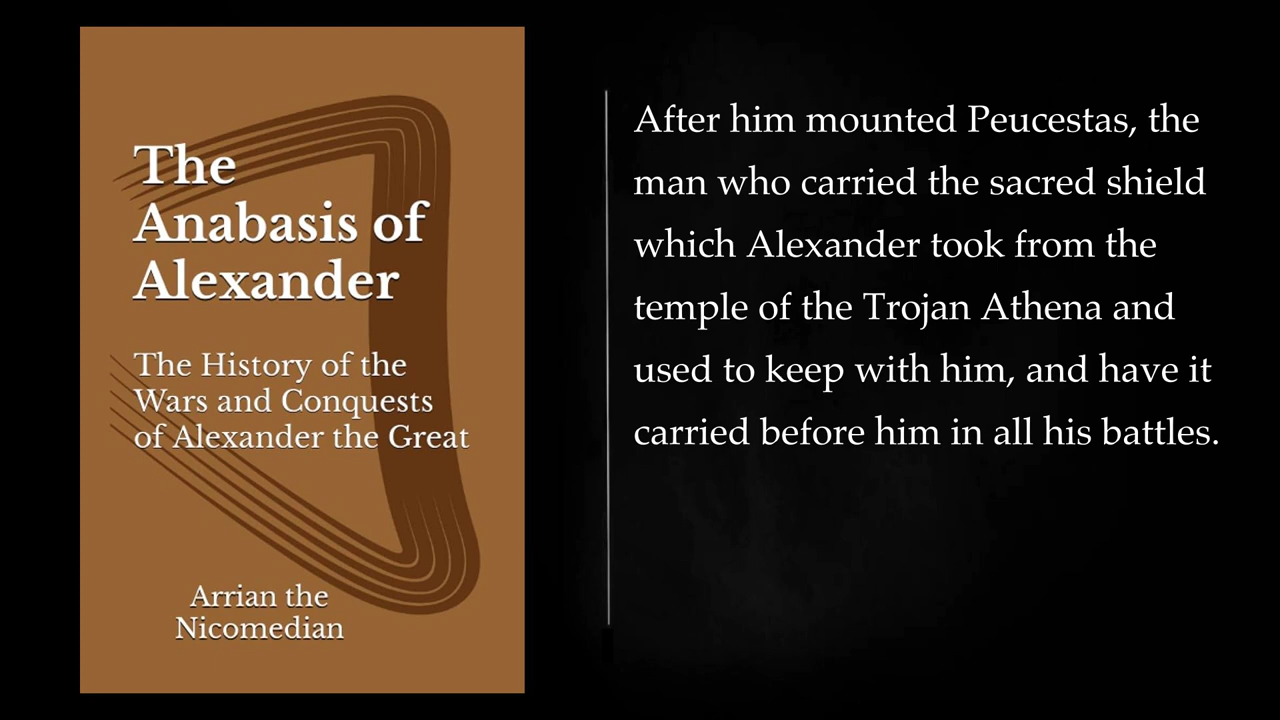 The
Anabasis of
Alexander
The History of the
Wars and Conquests
of Alexander the Great
Arrian the
Nicomedian
After him mounted Peucestas, the
man who carried the sacred shield
which Alexander took from the
temple of the Trojan Athena and
used to keep with him, and have it
carried before him in all his battles.